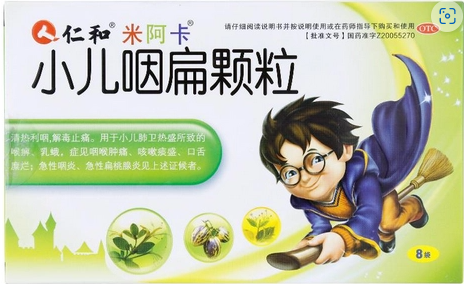 仁和® 米阿卡®
请仔细阅读说明书并按说明使用或在药师指导下购买和使用
【批准文号】国药准字Z20055270
OTC
小儿咽扁颗粒
清热利咽,解毒止痛。用于小儿肺卫热盛所致的
喉痹、乳蛾，症见咽喉肿痛、咳嗽痰盛、口舌
糜烂；急性咽炎、急性扁桃腺炎见上述证候者。
8袋